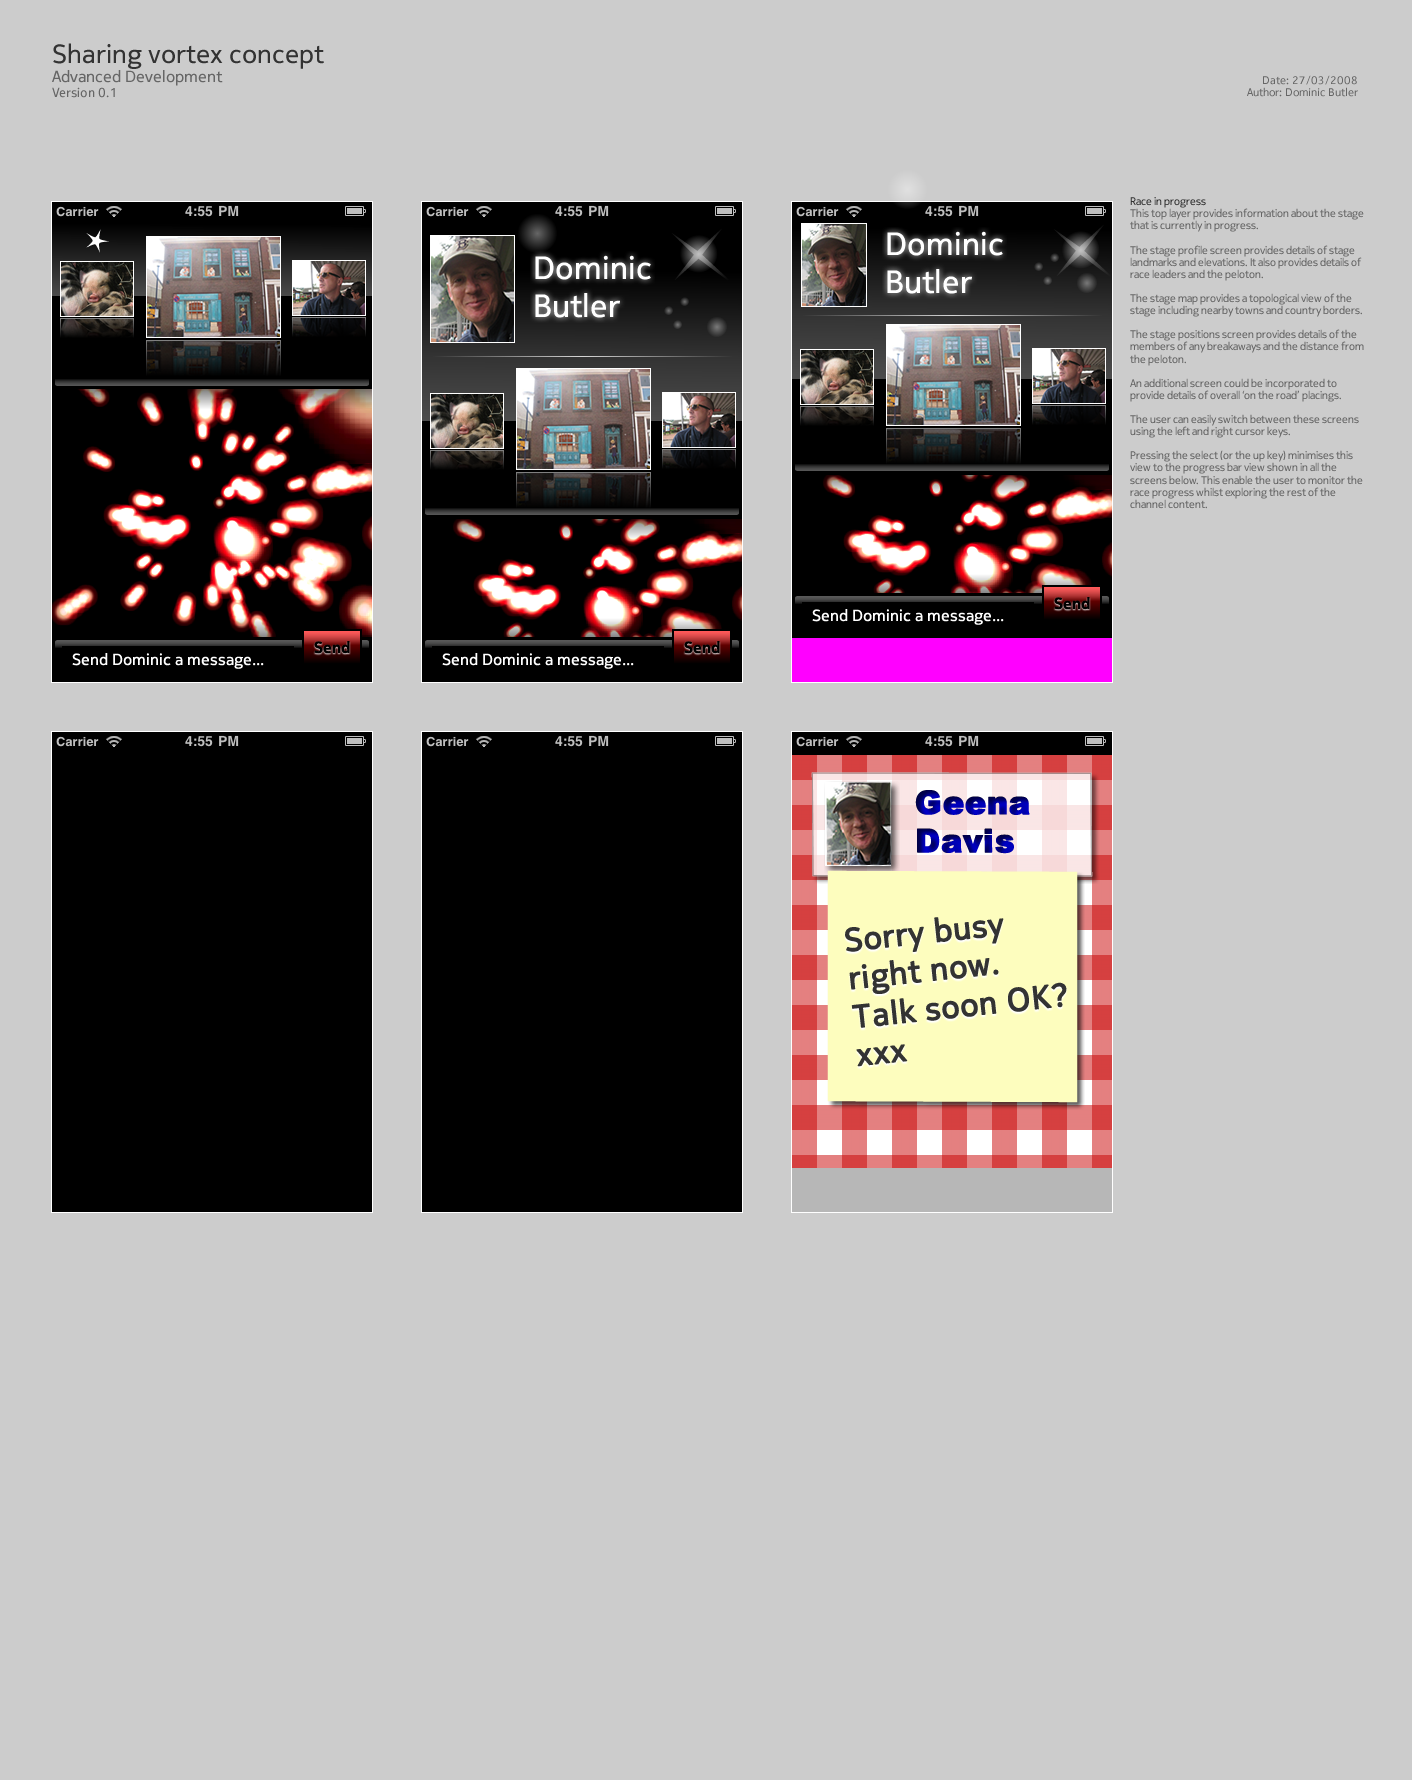 Sharing vortex concept
Advanced Development
Version 0.1
Date: 27/03/2008
Author: Dominic Butler
Carrier 4:55 PM
Send Dominic a message...
Send
Carrier 4:55 PM
Dominic
Butler
Send Dominic a message...
Send
Carrier 4:55 PM
Dominic
Butler
Send Dominic a message...
Send
Race in progress
This top layer provides information about the stage
that is currently in progress.
The stage profile screen provides details of stage
landmarks and elevations. It also provides details of
race leaders and the peloton.
The stage map provides a topological view of the
stage including nearby towns and country borders.
The stage positions screen provides details of the
members of any breakaways and the distance from
the peloton.
An additional screen could be incorporated to
provide details of overall 'on the road' placings.
The user can easily switch between these screens
using the left and right cursor keys.
Pressing the select (or the up key) minimises this
view to the progress bar view shown in all the
screens below. This enable the user to monitor the
race progress whilst exploring the rest of the
channel content.
Carrier 4:55 PM
Carrier 4:55 PM
Carrier 4:55 PM
Geena
Davis
Sorry busy
right now.
Talk soon OK?
xxx